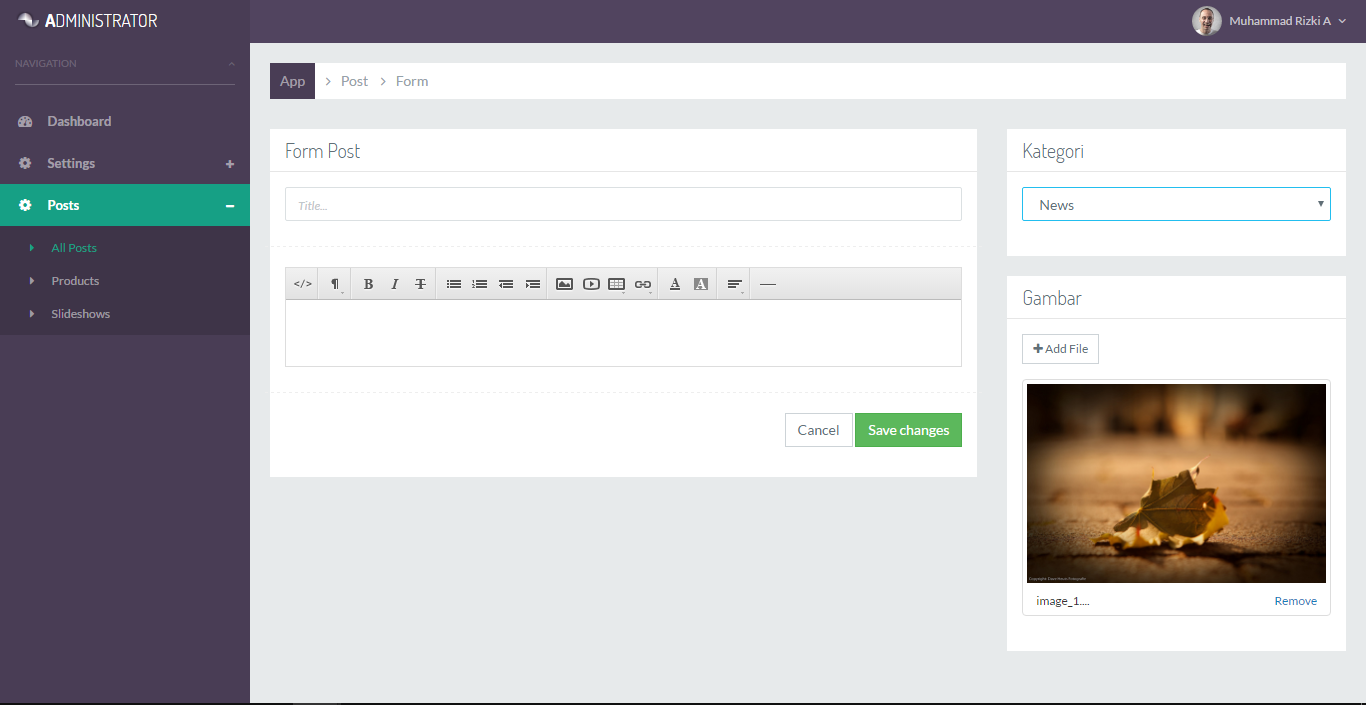 ADMINISTRATOR
Muhammad Rizki A
NAVIGATION
Dashboard
Settings
Posts
All Posts
Products
Slideshows
App > Post > Form
Form Post
Title...
Cancel
Save changes
Kategori
News
Gambar
Add File
image_1....
Remove